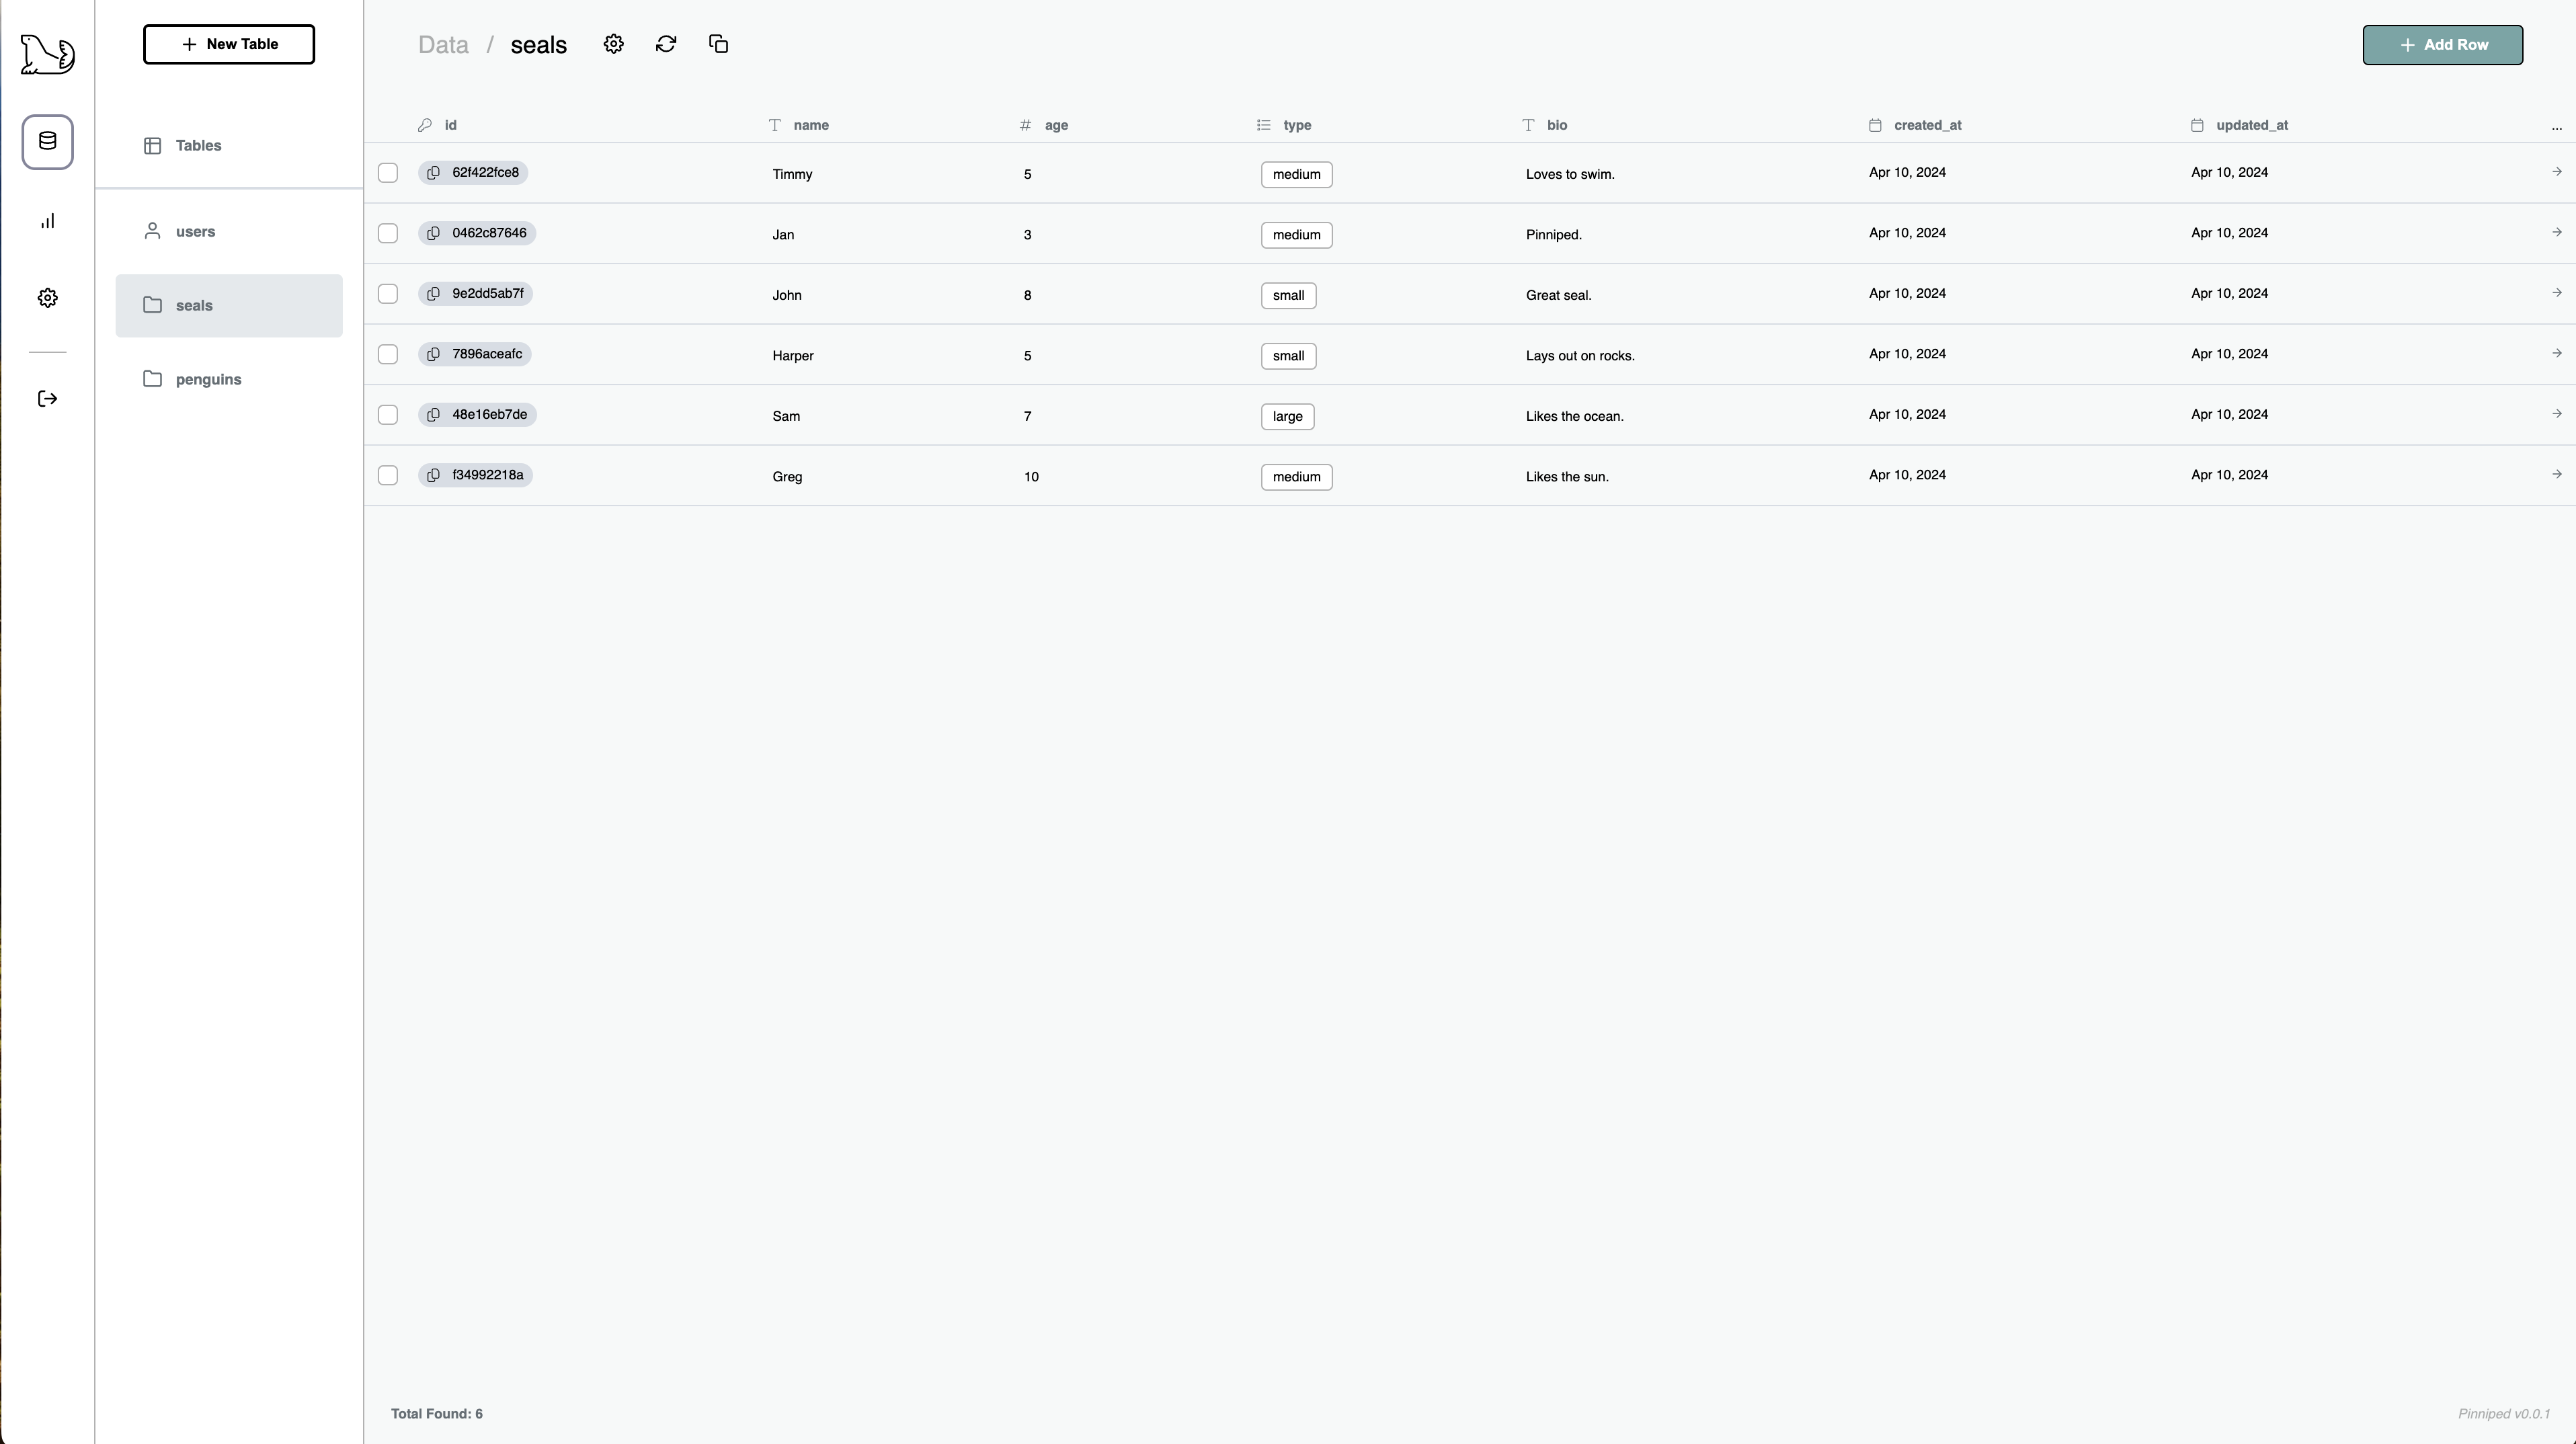 + New Table
Data / seals
+ Add Row
Tables
users
seals
penguins
id name age type bio created_at updated_at ...
62f422fce8 Timmy 5 medium Loves to swim. Apr 10, 2024 Apr 10, 2024
0462c87646 Jan 3 medium Pinniped. Apr 10, 2024 Apr 10, 2024
9e2dd5ab7f John 8 small Great seal. Apr 10, 2024 Apr 10, 2024
7896aceafc Harper 5 small Lays out on rocks. Apr 10, 2024 Apr 10, 2024
48e16eb7de Sam 7 large Likes the ocean. Apr 10, 2024 Apr 10, 2024
f34992218a Greg 10 medium Likes the sun. Apr 10, 2024 Apr 10, 2024
Total Found: 6
Pinniped v0.0.1